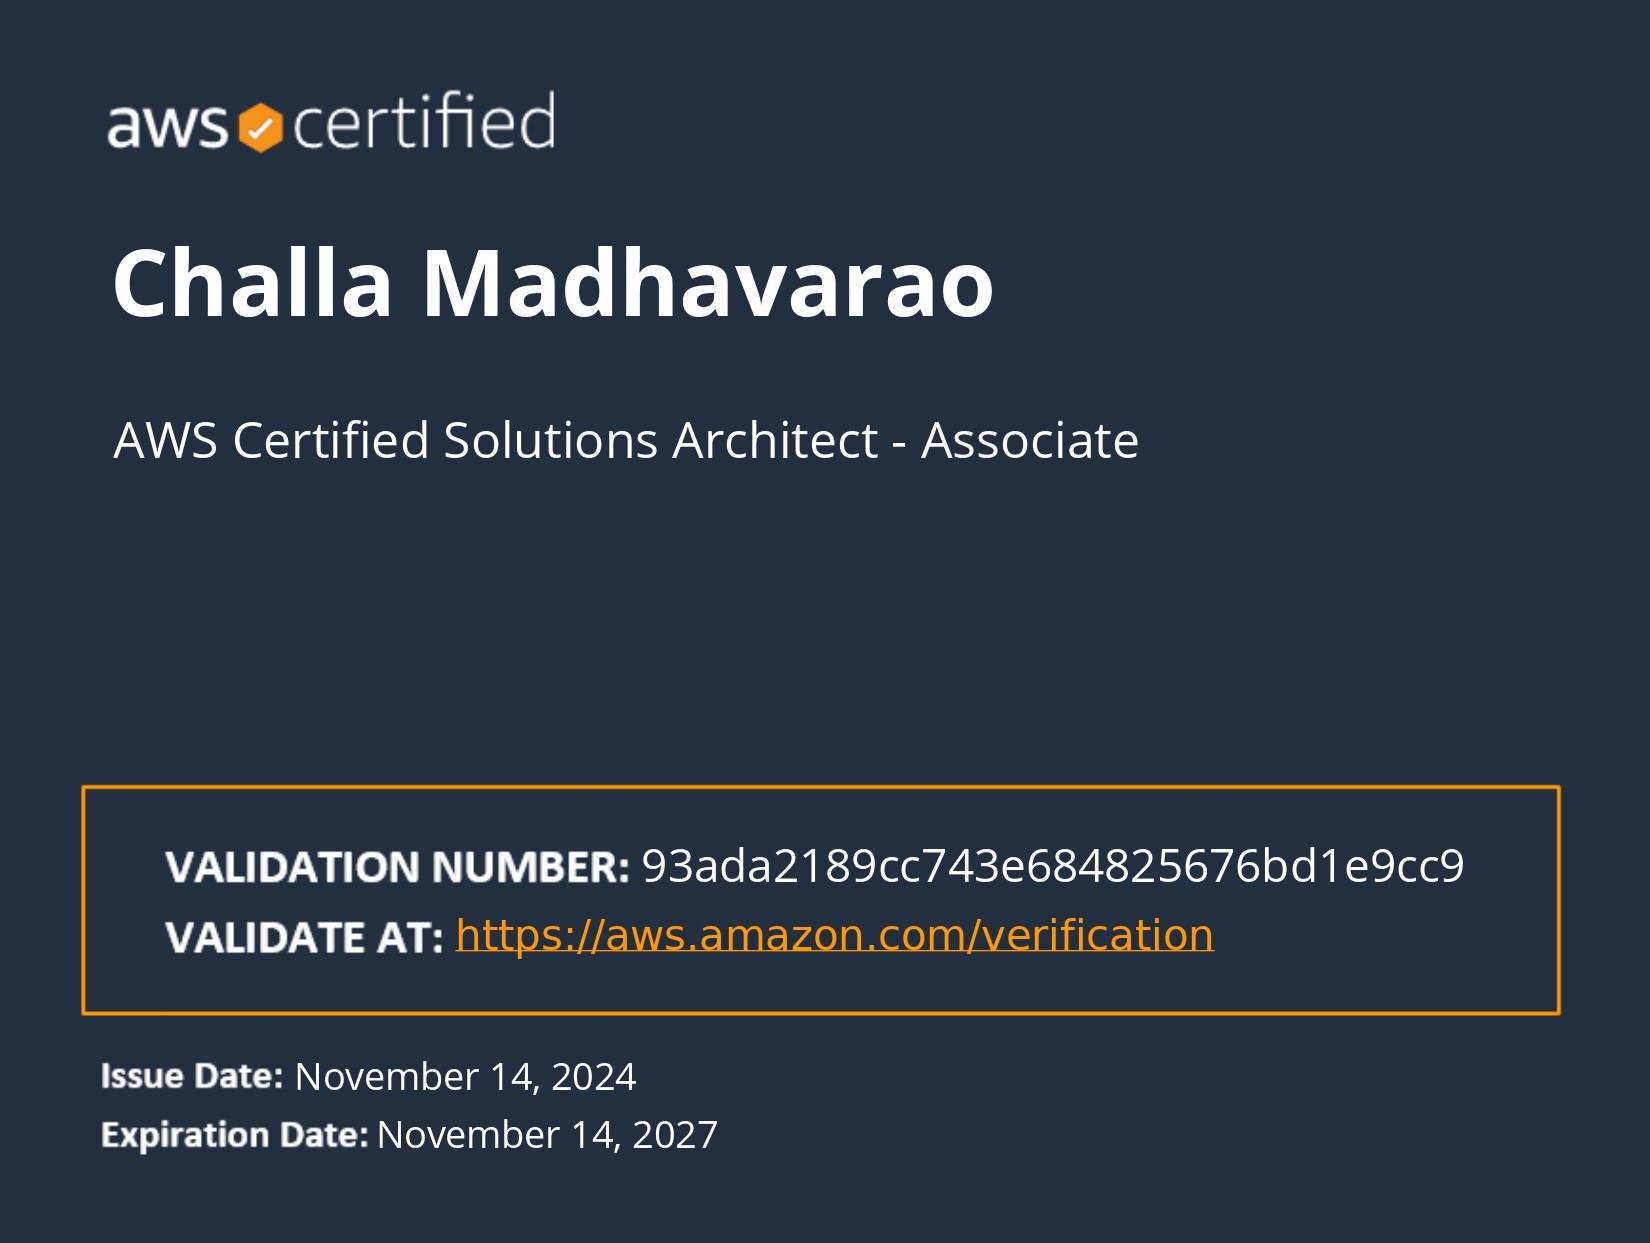 aws certified
Challa Madhavarao
AWS Certified Solutions Architect - Associate
VALIDATION NUMBER: 93ada2189cc743e684825676bd1e9cc9
VALIDATE AT: https://aws.amazon.com/verification
Issue Date: November 14, 2024
Expiration Date: November 14, 2027